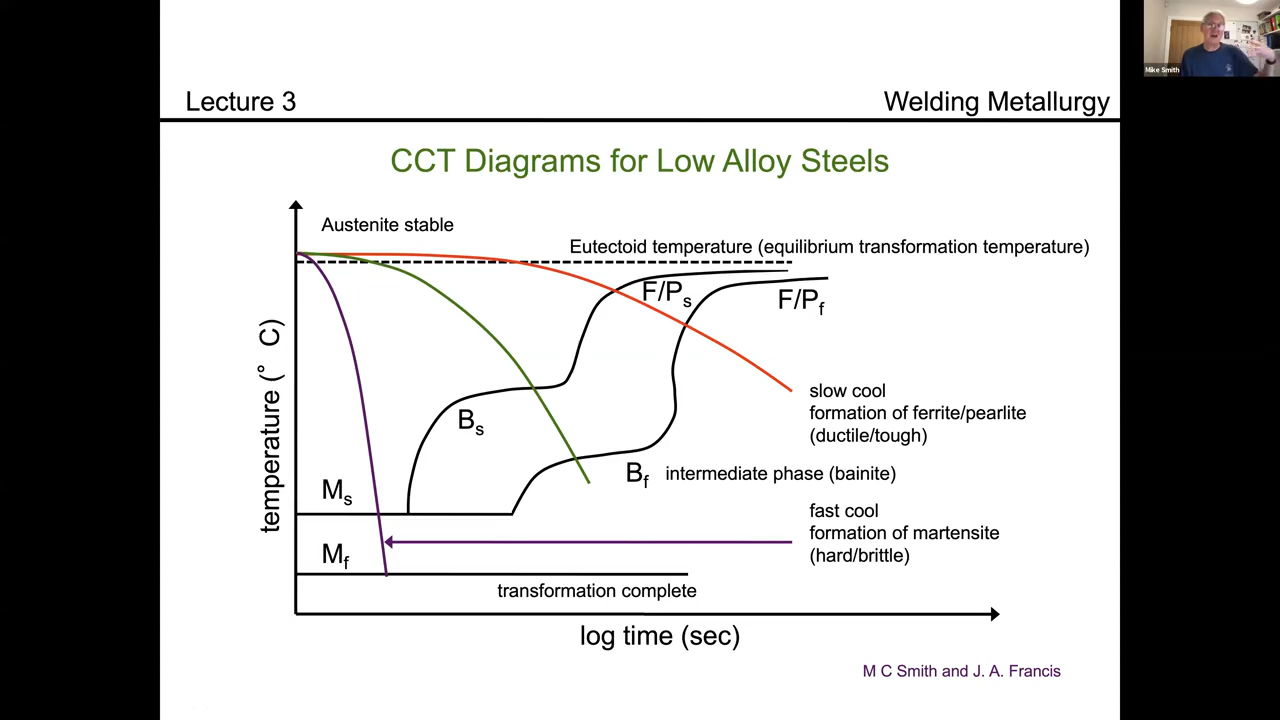 Mike Smith
Lecture 3
Welding Metallurgy
CCT Diagrams for Low Alloy Steels
Austenite stable
Eutectoid temperature (equilibrium transformation temperature)
F/Ps
F/Pf
temperature (° C)
slow cool
formation of ferrite/pearlite
(ductile/tough)
Bs
Bf
intermediate phase (bainite)
Ms
fast cool
formation of martensite
(hard/brittle)
Mf
transformation complete
log time (sec)
M C Smith and J. A. Francis